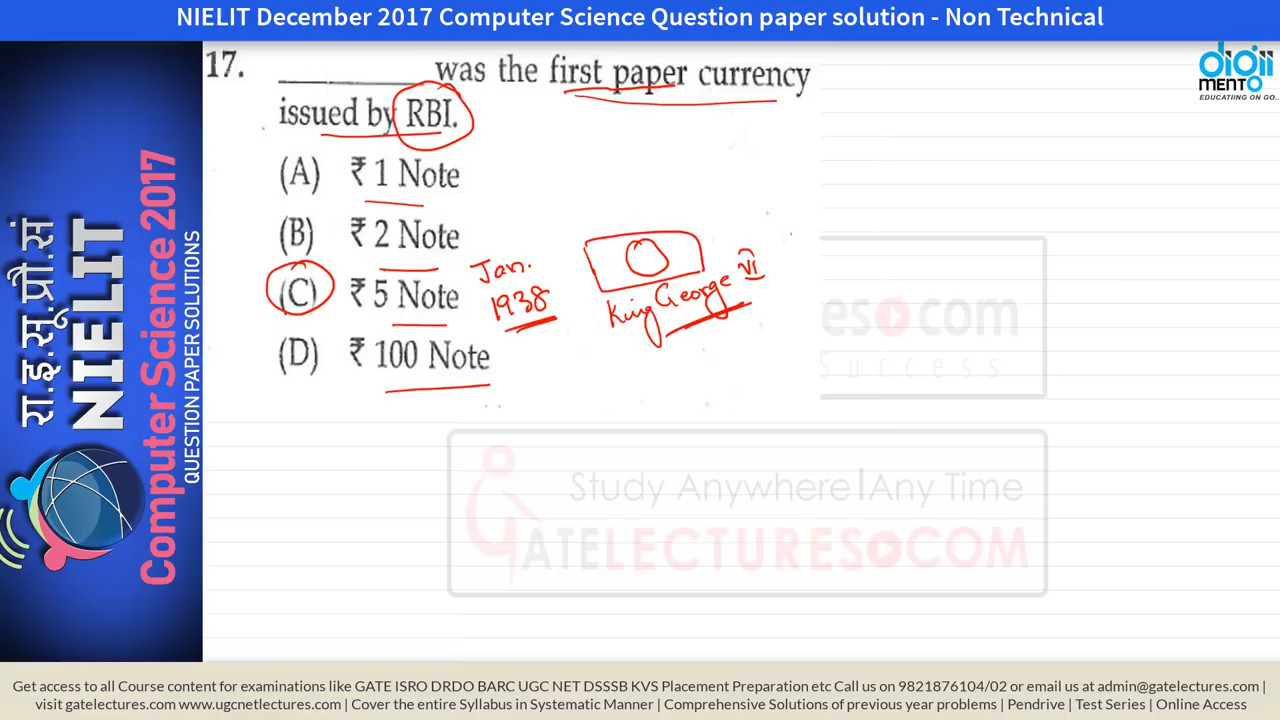 NIELIT December 2017 Computer Science Question paper solution - Non Technical
digii
MENTO
EDUCATIING ON GO..
रा.इ.सू.प्रौ.सं
NIELIT
Computer Science 2017
QUESTION PAPER SOLUTIONS
17. ________ was the first paper currency
issued by RBI.
(A) ₹ 1 Note
(B) ₹ 2 Note
(C) ₹ 5 Note
(D) ₹ 100 Note
Jan.
1938
King George VI
es com
Success
Study Anywhere Any Time
GATELECTURES.COM
Get access to all Course content for examinations like GATE ISRO DRDO BARC UGC NET DSSSB KVS Placement Preparation etc Call us on 9821876104/02 or email us at admin@gatelectures.com |
visit gatelectures.com www.ugcnetlectures.com | Cover the entire Syllabus in Systematic Manner | Comprehensive Solutions of previous year problems | Pendrive | Test Series | Online Access